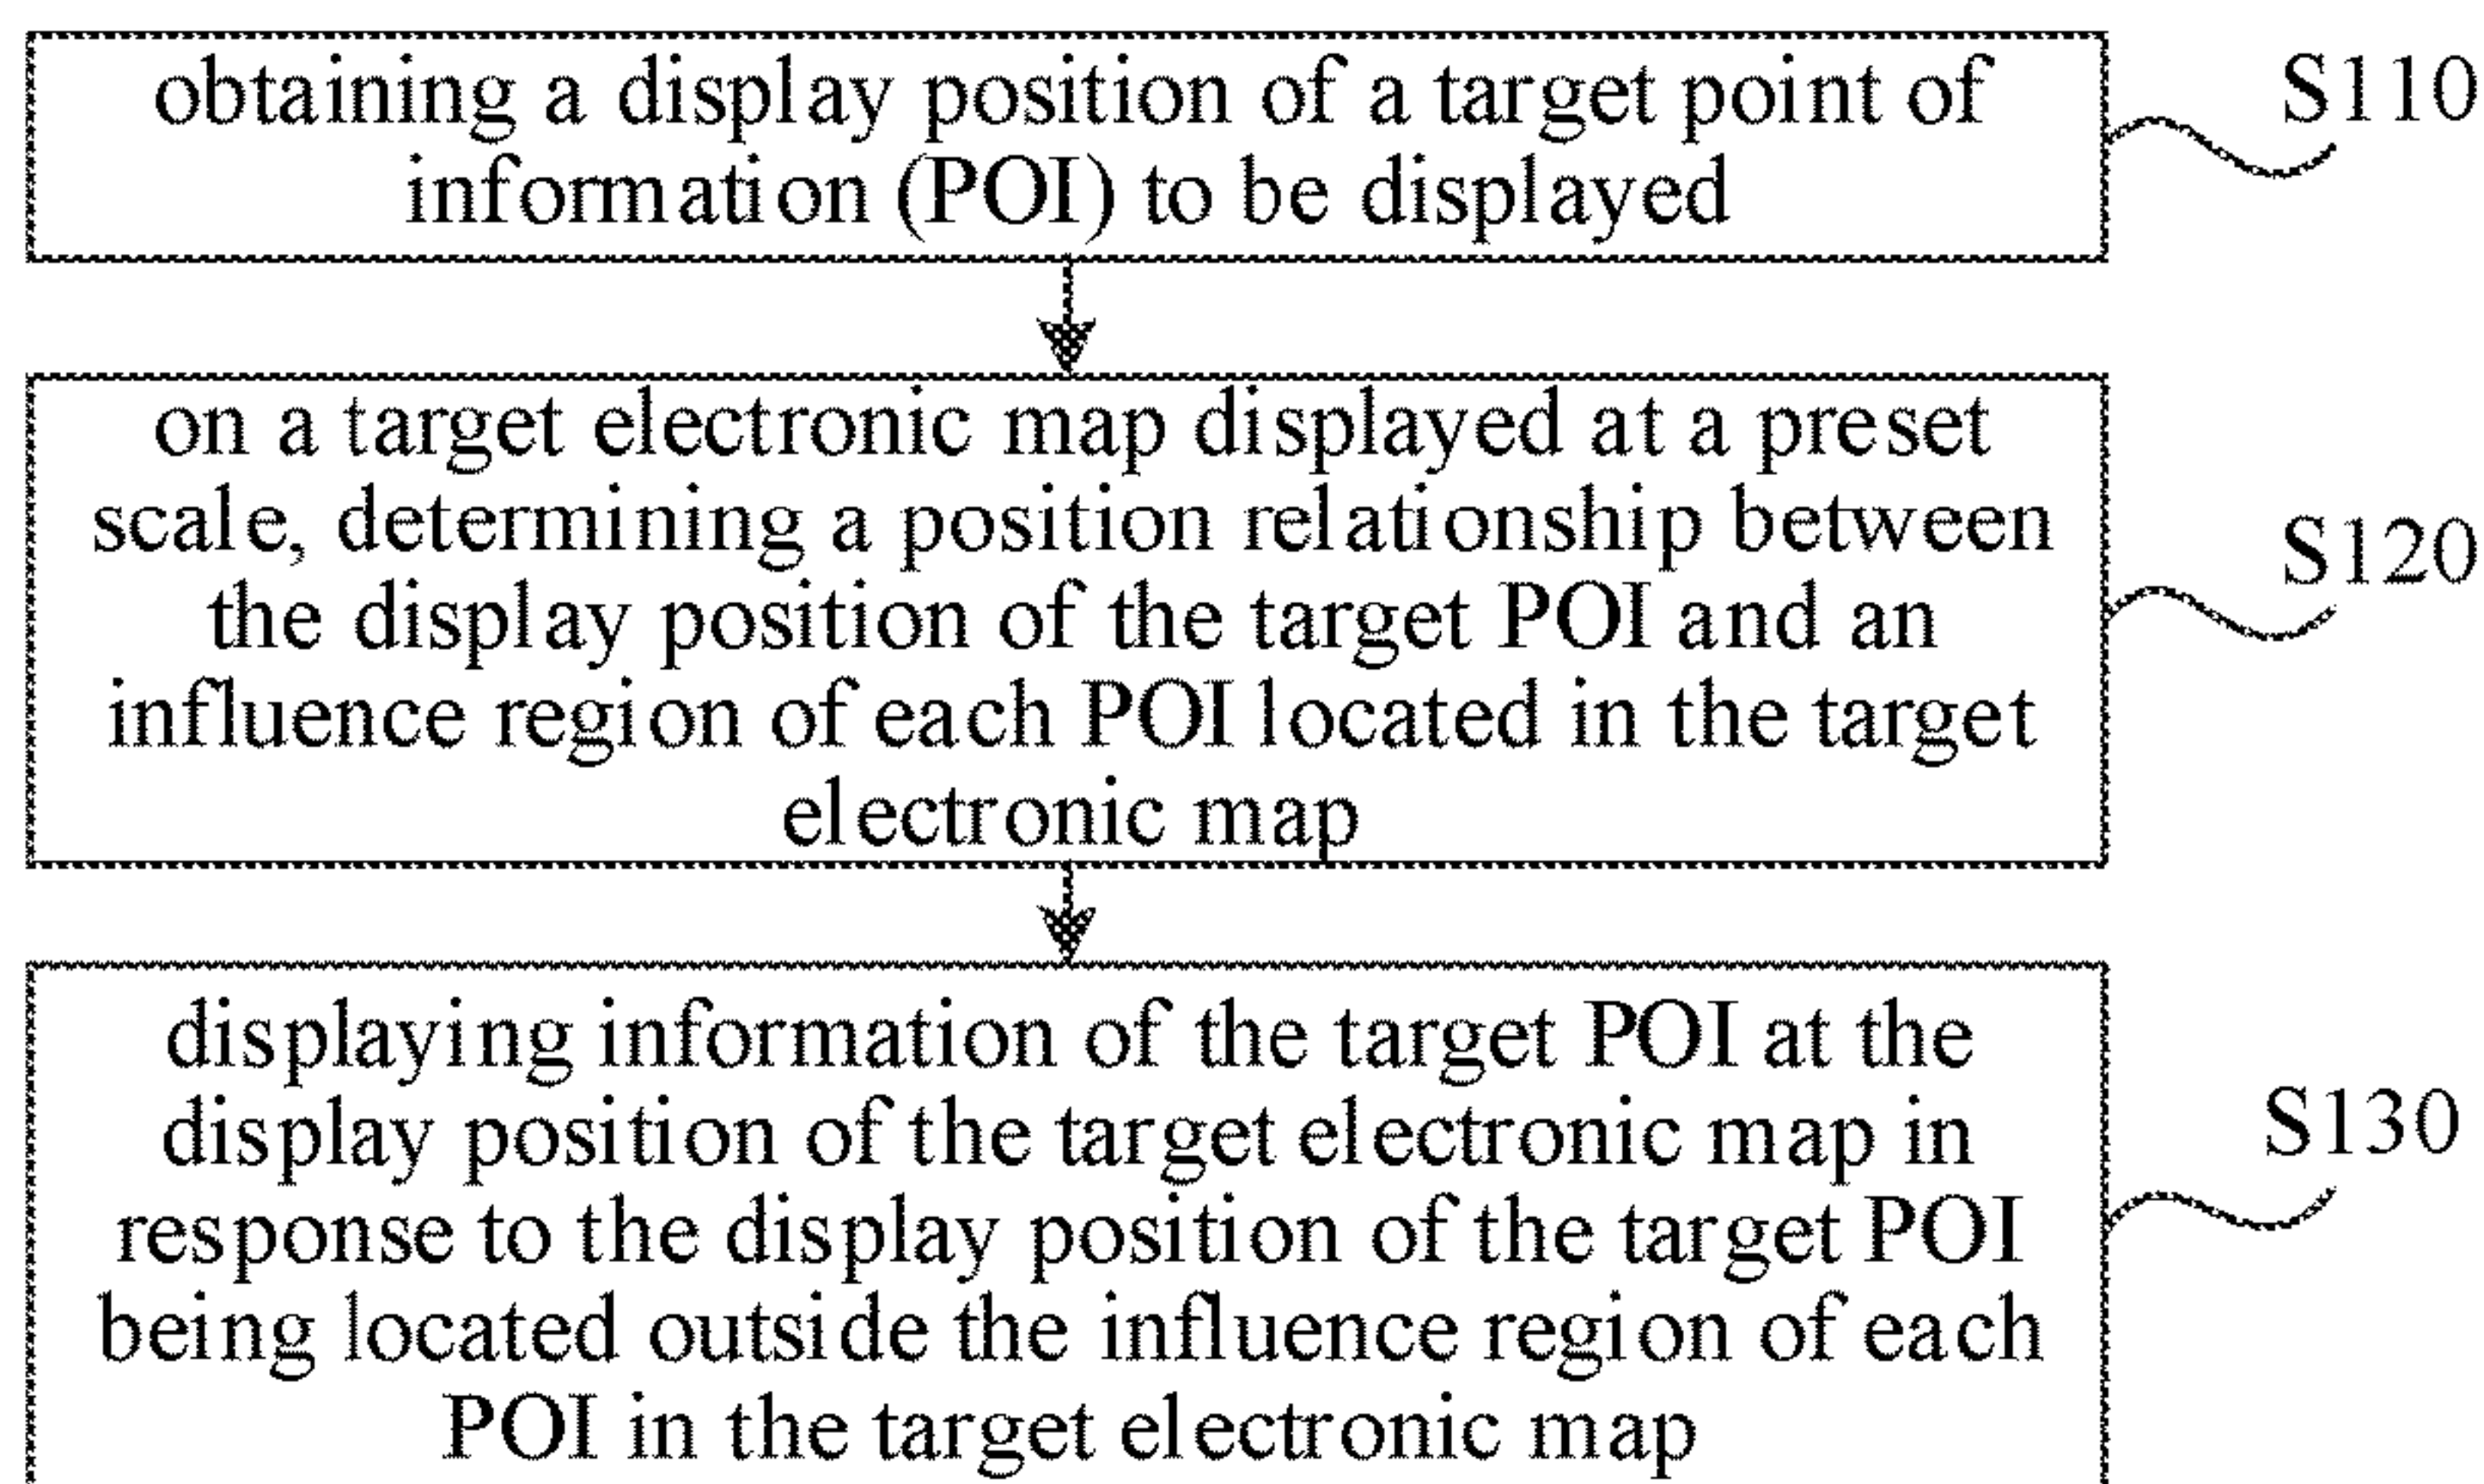 obtaining a display position of a target point of
information (POI) to be displayed
S110
on a target electronic map displayed at a preset
scale, determining a position relationship between
the display position of the target POI and an
influence region of each POI located in the target
electronic map
S120
displaying information of the target POI at the
display position of the target electronic map in
response to the display position of the target POI
being located outside the influence region of each
POI in the target electronic map
S130